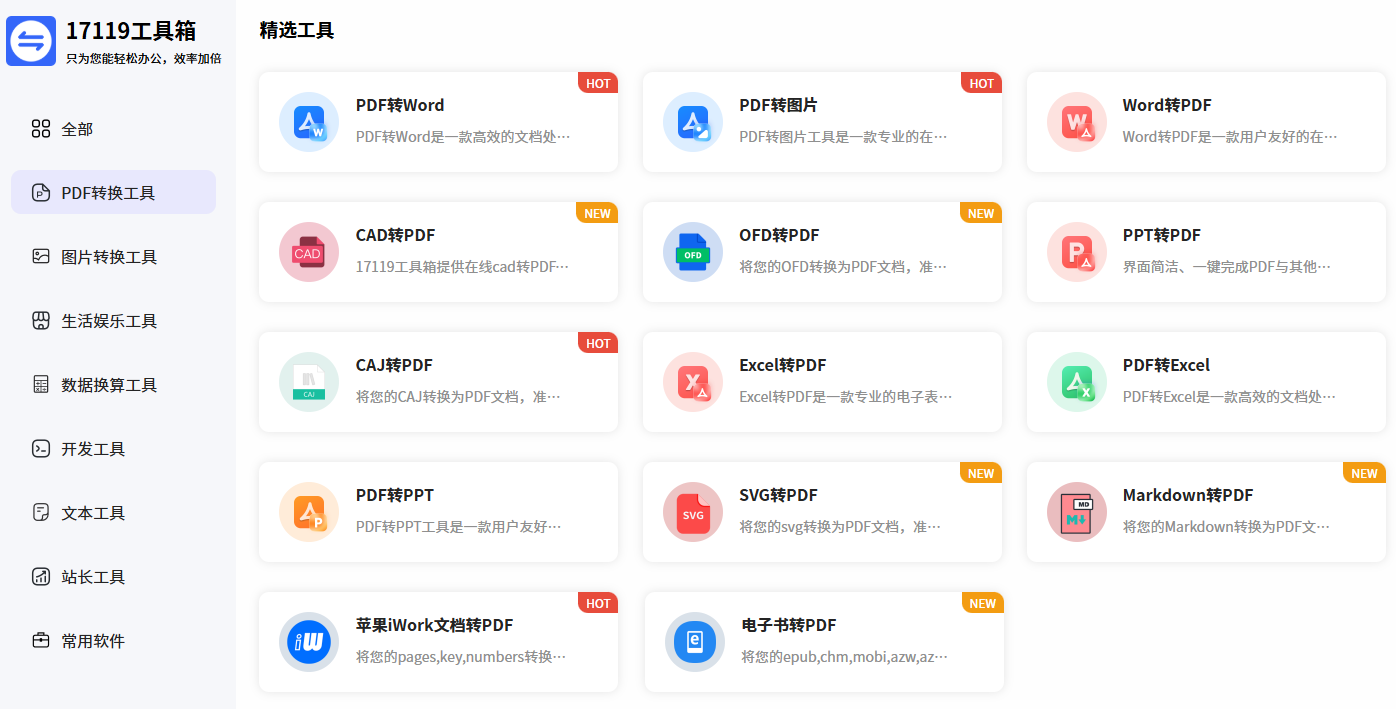 17119工具箱
只为您能轻松办公，效率加倍
全部
PDF转换工具
图片转换工具
生活娱乐工具
数据换算工具
开发工具
文本工具
站长工具
常用软件
精选工具
HOT
PDF转Word
W
PDF转Word是一款高效的文档处…
HOT
PDF转图片
PDF转图片工具是一款专业的在…
Word转PDF
W
Word转PDF是一款用户友好的在…
NEW
CAD转PDF
CAD
17119工具箱提供在线cad转PDF…
NEW
OFD转PDF
OFD
将您的OFD转换为PDF文档，准…
PPT转PDF
P
界面简洁、一键完成PDF与其他…
HOT
CAJ转PDF
CAJ
将您的CAJ转换为PDF文档，准…
Excel转PDF
X
Excel转PDF是一款专业的电子表…
PDF转Excel
X
PDF转Excel是一款高效的文档处…
PDF转PPT
P
PDF转PPT工具是一款用户友好…
NEW
SVG转PDF
SVG
将您的svg转换为PDF文档，准…
NEW
Markdown转PDF
MD
M
将您的Markdown转换为PDF文…
HOT
苹果iWork文档转PDF
iW
将您的pages,key,numbers转换…
NEW
电子书转PDF
e
将您的epub,chm,mobi,azw,az…